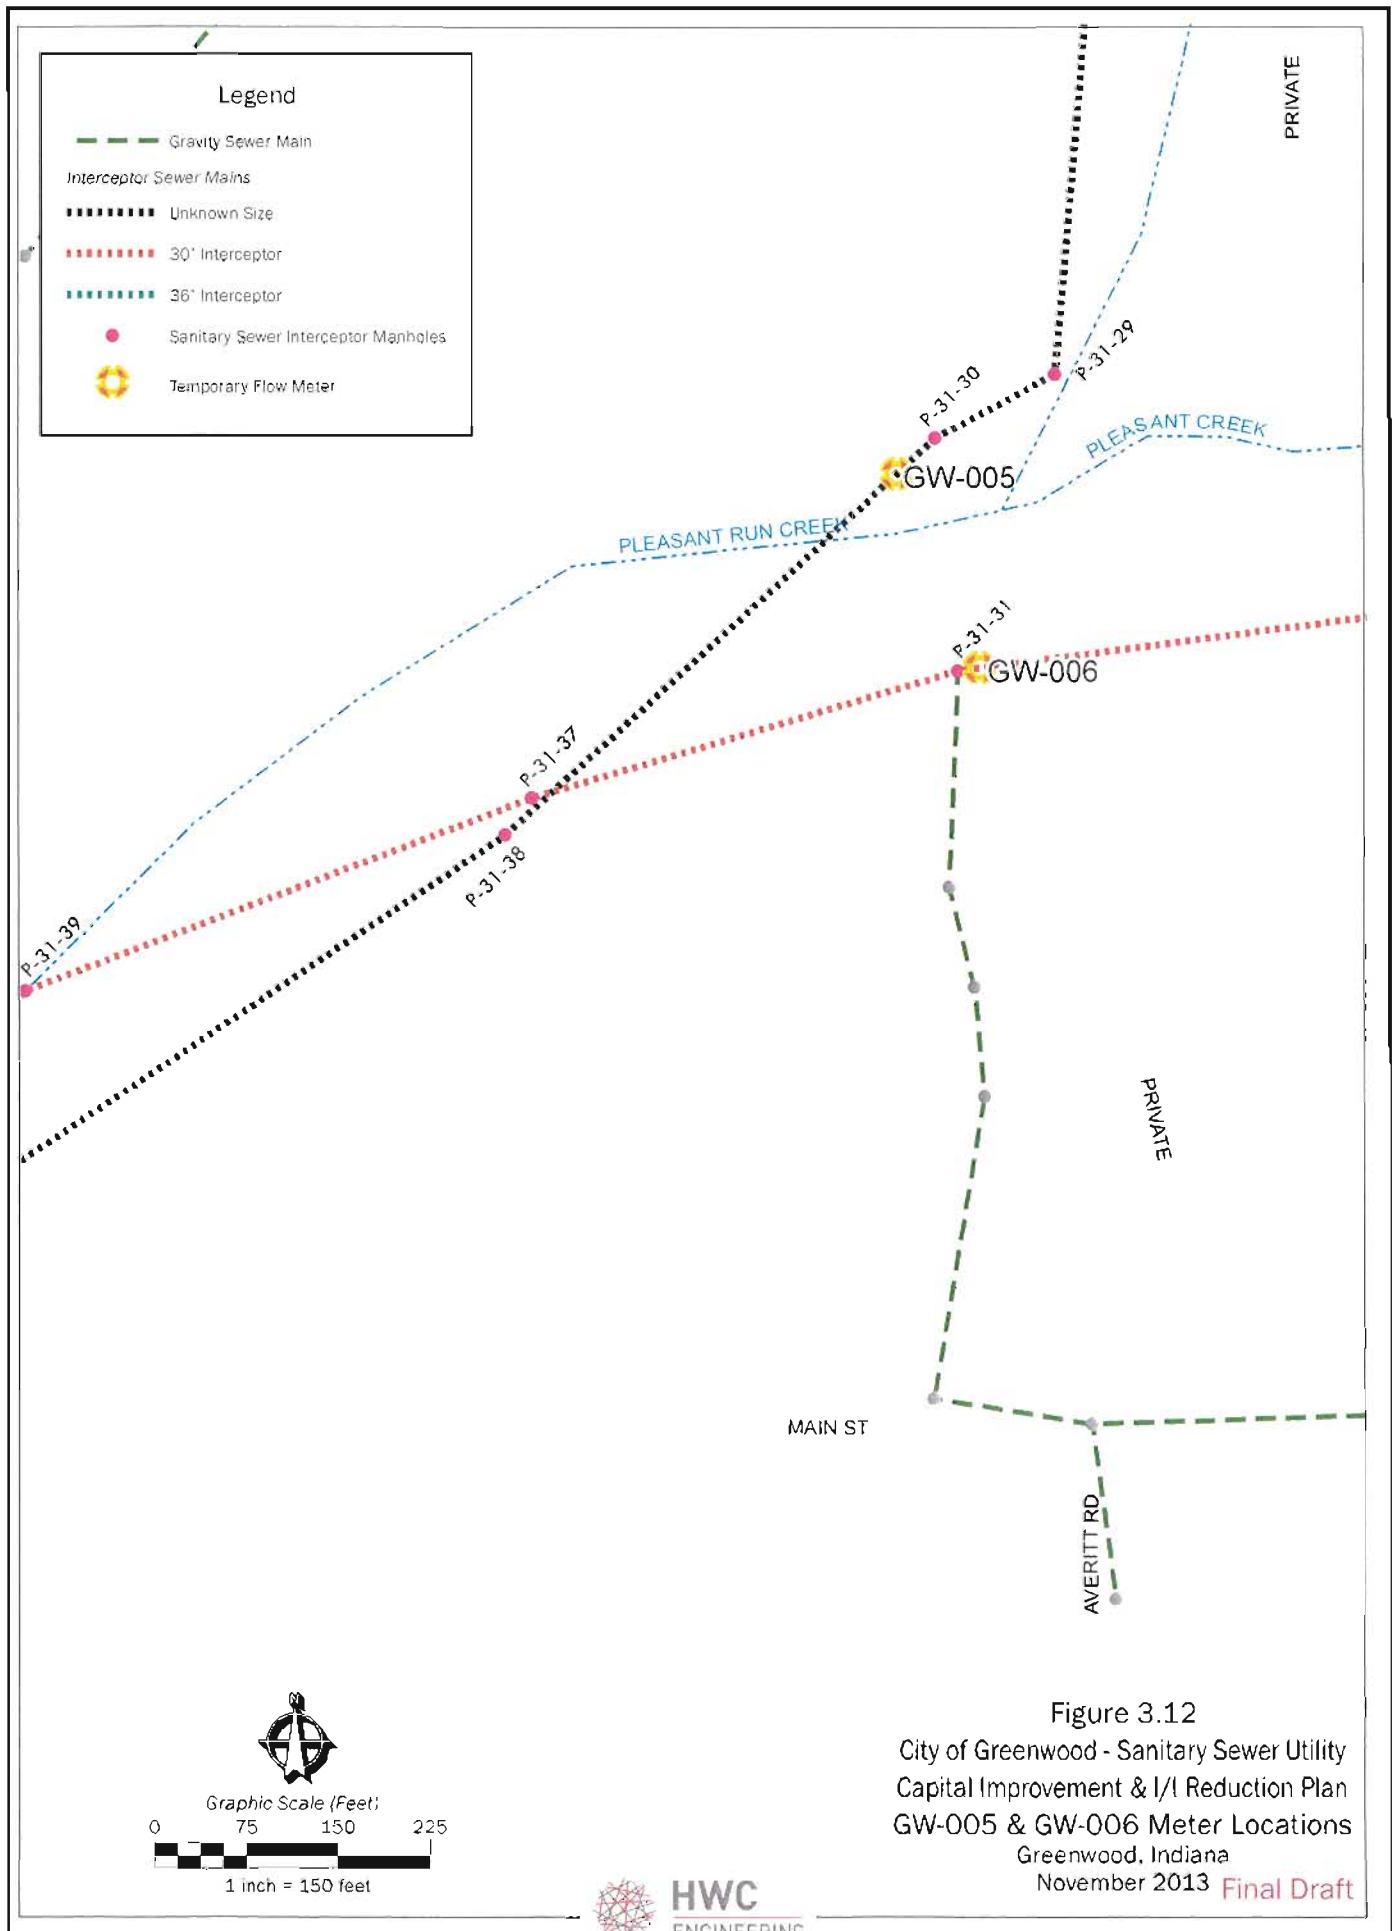 Legend
Gravity Sewer Main
Interceptor Sewer Mains
Unknown Size
30" Interceptor
36" Interceptor
Sanitary Sewer Interceptor Manholes
Temporary Flow Meter
PRIVATE
P-31-29
P-31-30
PLEASANT CREEK
GW-005
PLEASANT RUN CREEK
P-31-31
GW-006
P-31-37
P-31-38
P-31-39
PRIVATE
MAIN ST
AVERITT RD
N
Graphic Scale (Feet)
0 75 150 225
1 inch = 150 feet
Figure 3.12
City of Greenwood - Sanitary Sewer Utility
Capital Improvement & I/I Reduction Plan
GW-005 & GW-006 Meter Locations
Greenwood, Indiana
November 2013 Final Draft
HWC
ENGINEERING